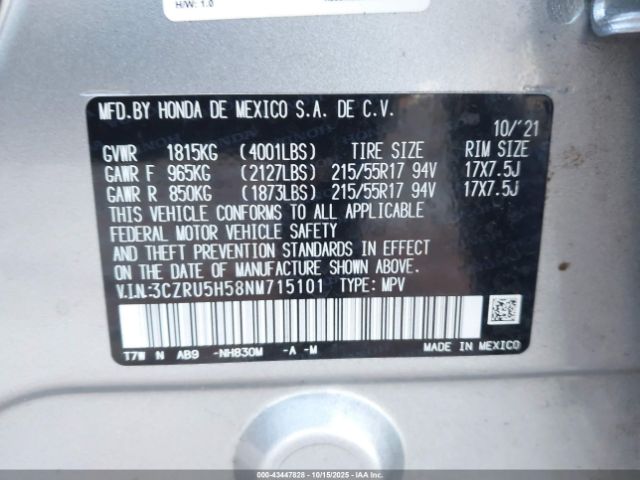 H/W: 1.0
MFD.BY HONDA DE MEXICO S.A. DE C.V.
10/'21
GVWR 1815KG (4001LBS) TIRE SIZE RIM SIZE
GAWR F 965KG (2127LBS) 215/55R17 94V 17X7.5J
GAWR R 850KG (1873LBS) 215/55R17 94V 17X7.5J
THIS VEHICLE CONFORMS TO ALL APPLICABLE
FEDERAL MOTOR VEHICLE SAFETY
AND THEFT PREVENTION STANDARDS IN EFFECT
ON THE DATE OF MANUFACTURE SHOWN ABOVE.
V.I.N.:3CZRU5H58NM715101 TYPE: MPV
T7W N AB9 -NH830M -A -M MADE IN MEXICO
000-43447828 - 10/15/2025 - IAAI.COM